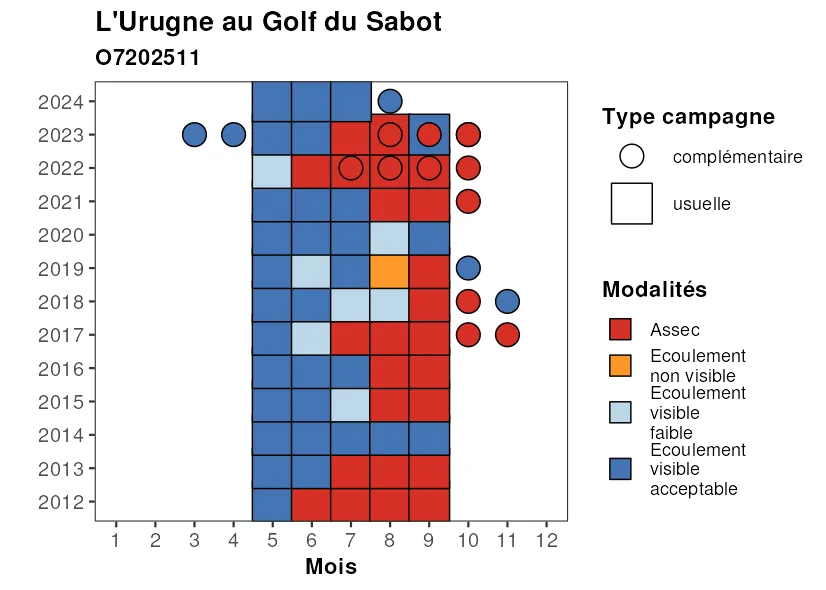 L'Urugne au Golf du Sabot
O7202511
2024
2023
2022
2021
2020
2019
2018
2017
2016
2015
2014
2013
2012
1 2 3 4 5 6 7 8 9 10 11 12
Mois
Type campagne
complémentaire
usuelle
Modalités
Assec
Ecoulement
non visible
Ecoulement
visible
faible
Ecoulement
visible
acceptable